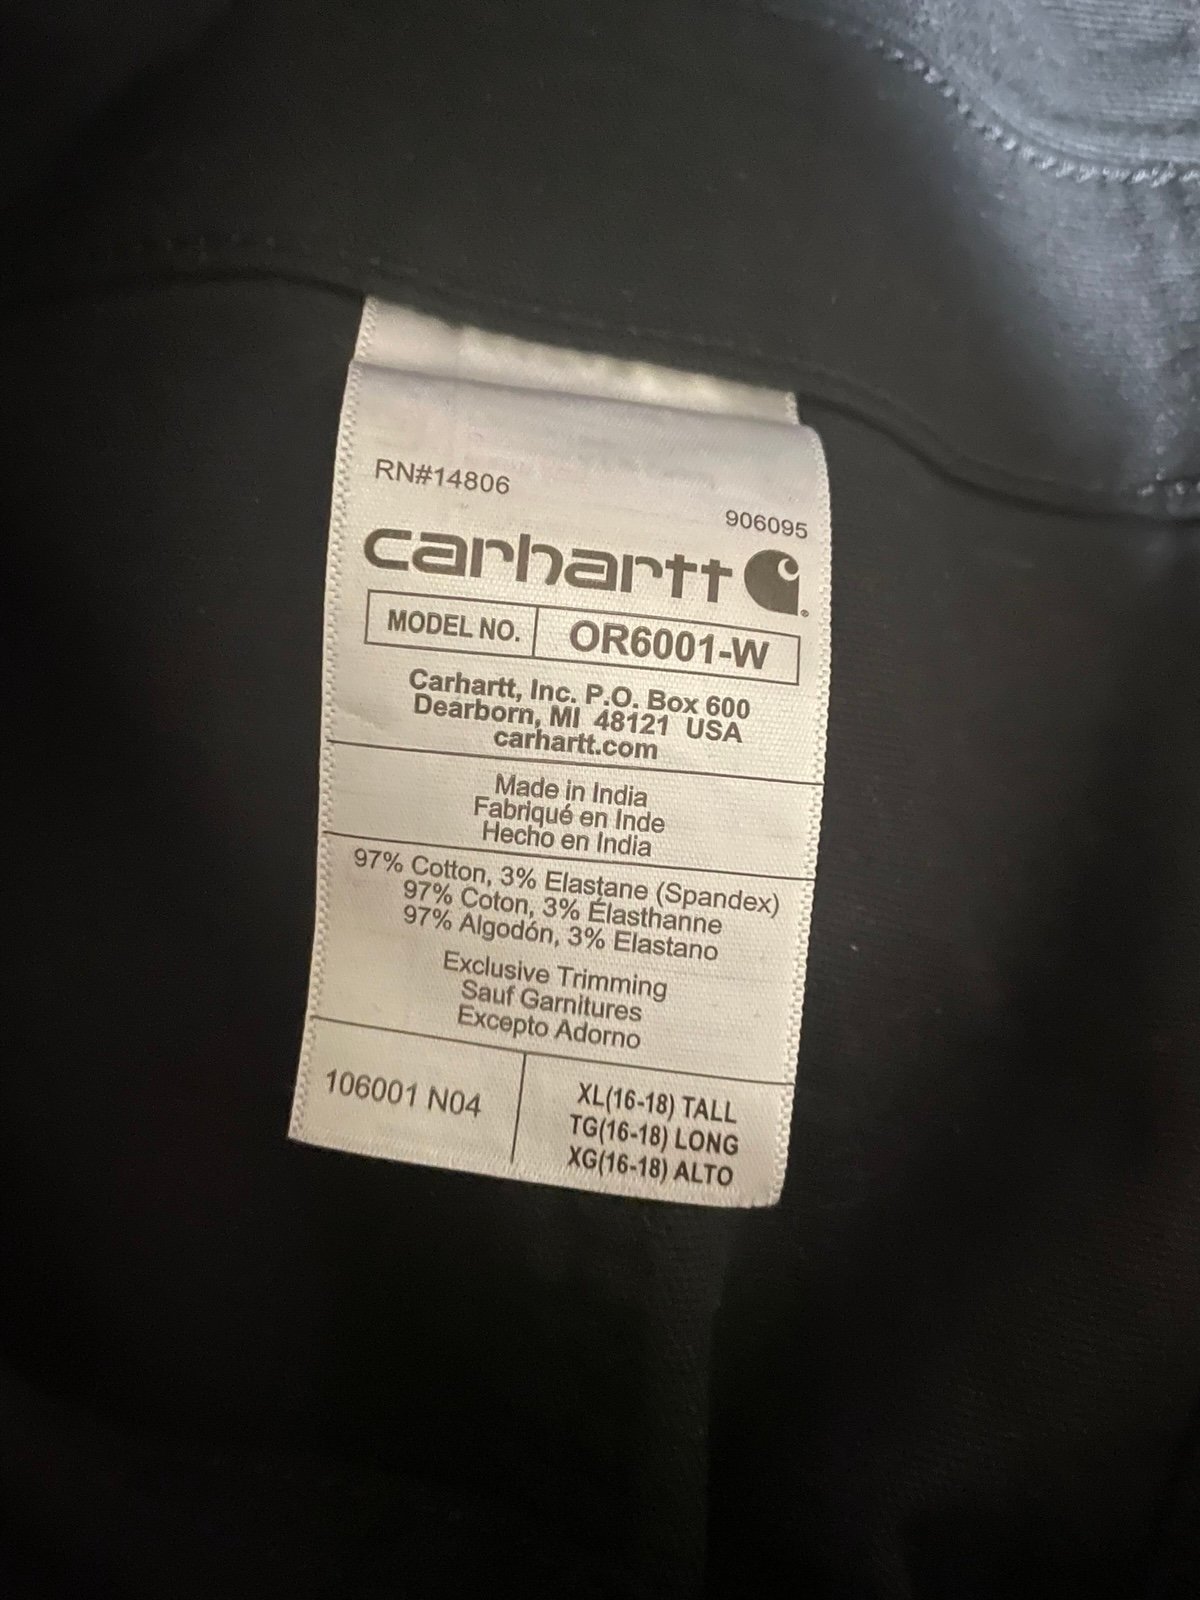 RN#14806
906095
carhartt
MODEL NO. OR6001-W
Carhartt, Inc. P.O. Box 600
Dearborn, MI 48121 USA
carhartt.com
Made in India
Fabriqué en Inde
Hecho en India
97% Cotton, 3% Elastane (Spandex)
97% Coton, 3% Élasthanne
97% Algodón, 3% Elastano
Exclusive Trimming
Sauf Garnitures
Excepto Adorno
106001 N04
XL(16-18) TALL
TG(16-18) LONG
XG(16-18) ALTO